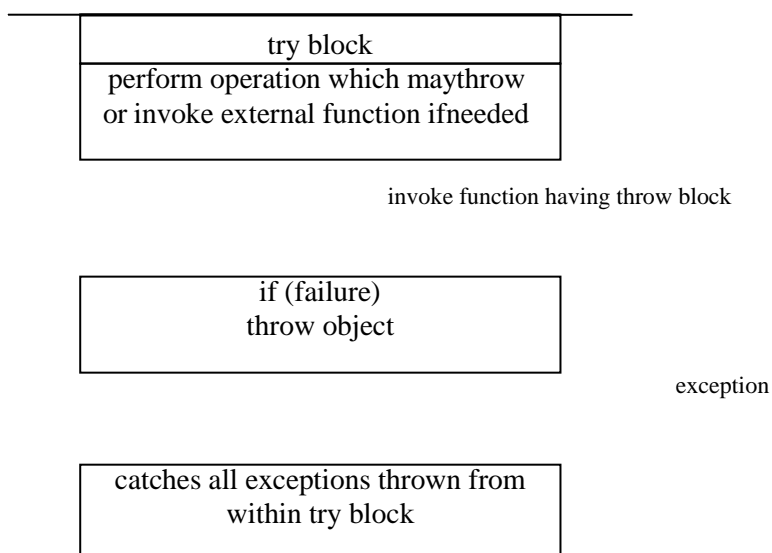 try block
perform operation which maythrow
or invoke external function ifneeded
invoke function having throw block
if (failure)
throw object
exception
catches all exceptions thrown from
within try block